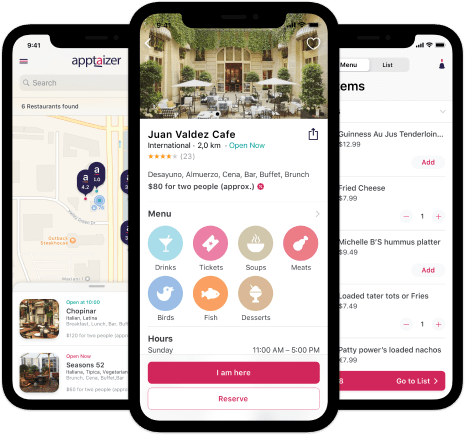 9:41
apptaizer
Search
6 Restaurants found
a
4.2
a
1.0
Outback
Steakhouse
Open at 10:00
Chopinar
Italian, Latina
Breakfast, Lunch, Bar, Buf
$120 for two people (approx.)
Open Now
Seasons 52
Italians, Tipica, Vegetarian
Brunch, Cena, Buffet,Bar
$80 for two people (approx.)
9:41
Juan Valdez Cafe
International · 2,0 km · Open Now
(23)
Desayuno, Almuerzo, Cena, Bar, Buffet, Brunch
$80 for two people (approx.)
Menu
Drinks
Tickets
Soups
Meats
Birds
Fish
Desserts
Hours
Sunday 11:00 AM – 5:00 PM
I am here
Reserve
Menu
List
ems
Guinness Au Jus Tenderloin...
$12.99
Add
Fried Cheese
$7.99
1
Michelle B'S hummus platter
$9.49
Add
Loaded tater tots or Fries
$7.49
1
Patty power's loaded nachos
$7.99
8
Go to List